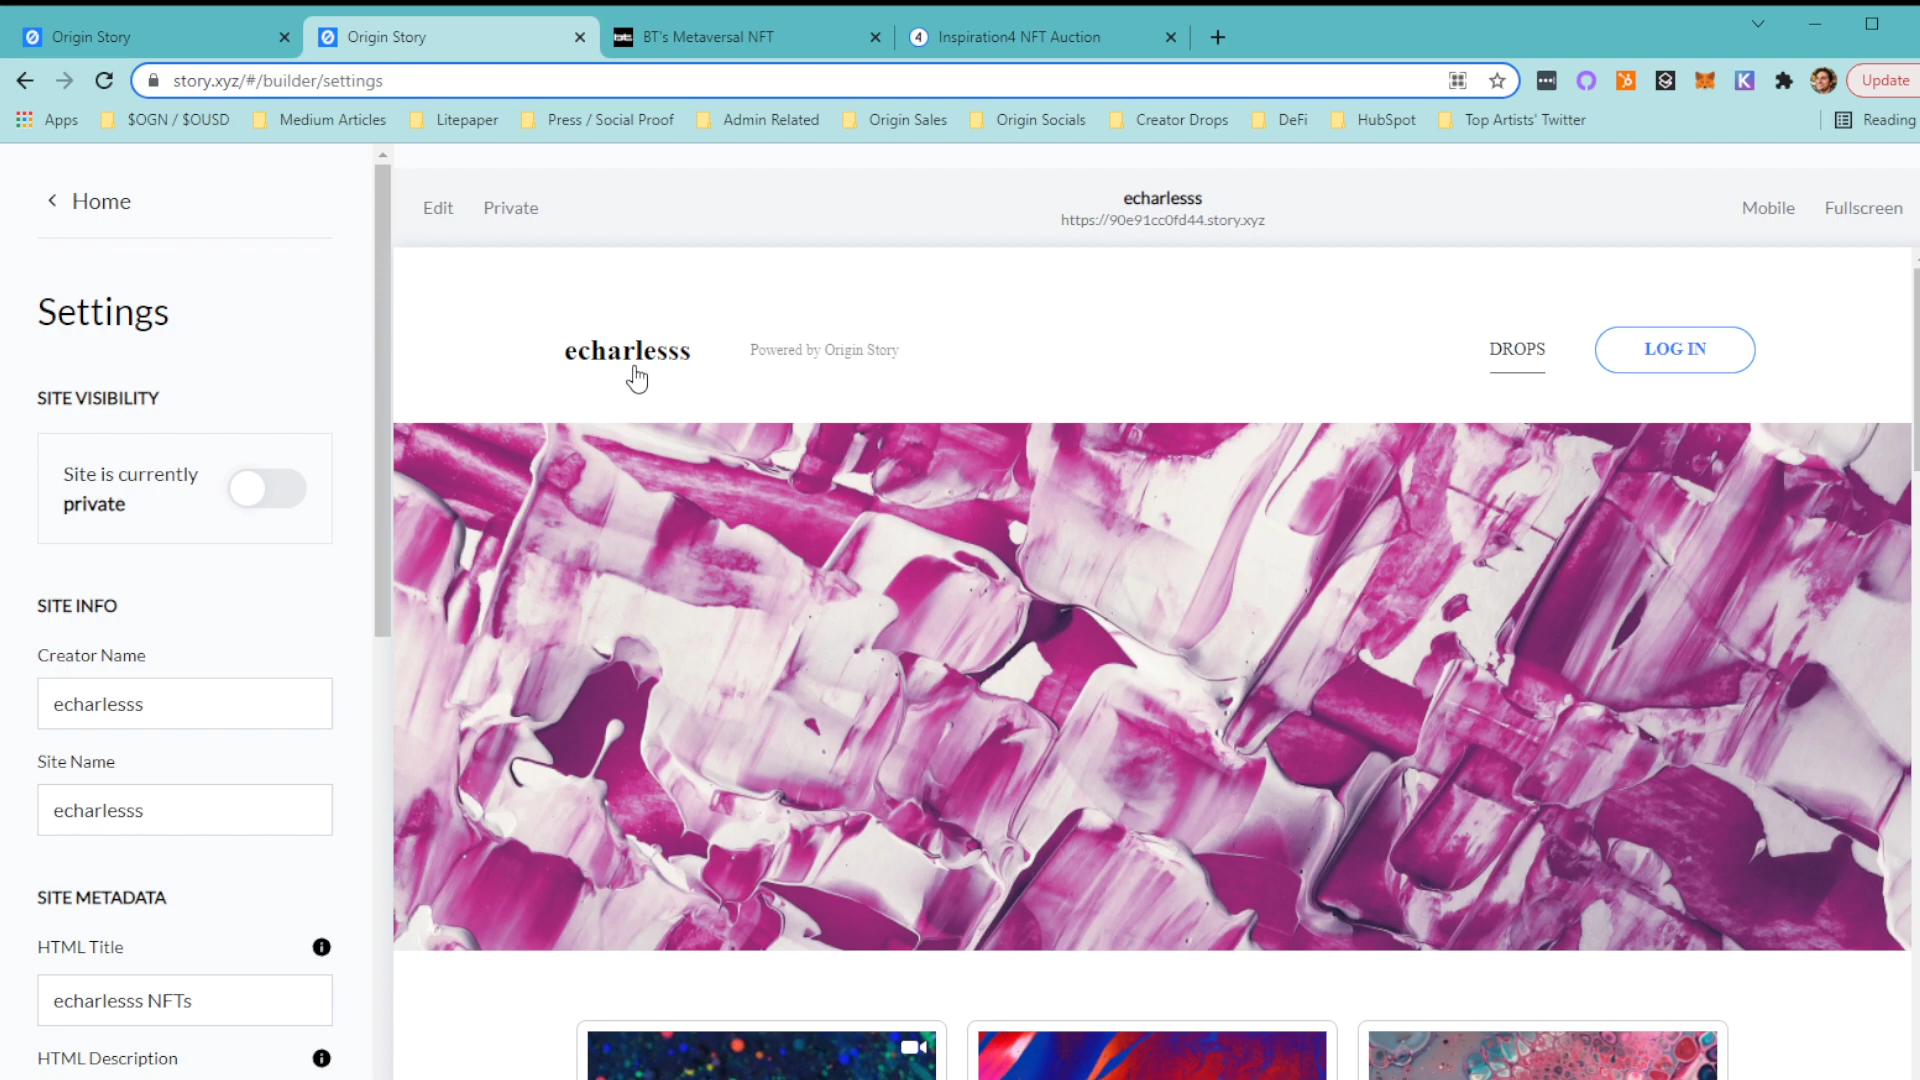 Origin Story
Origin Story
BT's Metaversal NFT
4 Inspiration4 NFT Auction
story.xyz/#/builder/settings
Update
Apps
$OGN / $OUSD
Medium Articles
Litepaper
Press / Social Proof
Admin Related
Origin Sales
Origin Socials
Creator Drops
DeFi
HubSpot
Top Artists' Twitter
Reading
Home
Settings
SITE VISIBILITY
Site is currently
private
SITE INFO
Creator Name
echarlesss
Site Name
echarlesss
SITE METADATA
HTML Title
echarlesss NFTs
HTML Description
Edit
Private
echarlesss
https://90e91cc0fd44.story.xyz
Mobile
Fullscreen
echarlesss
Powered by Origin Story
DROPS
LOG IN